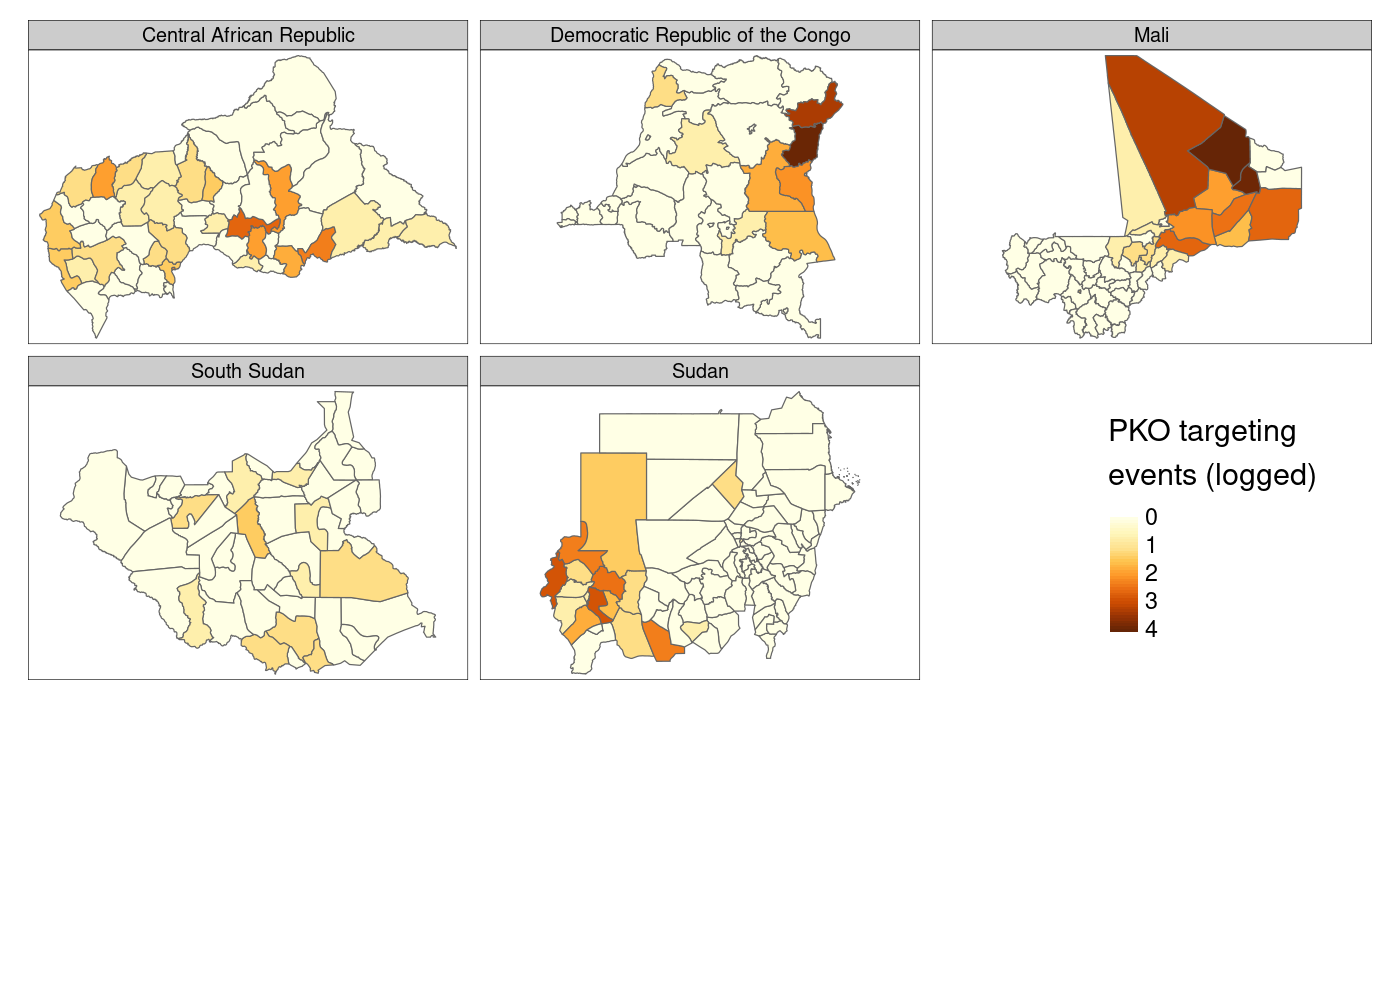 Central African Republic
Democratic Republic of the Congo
Mali
South Sudan
Sudan
PKO targeting
events (logged)
0
1
2
3
4